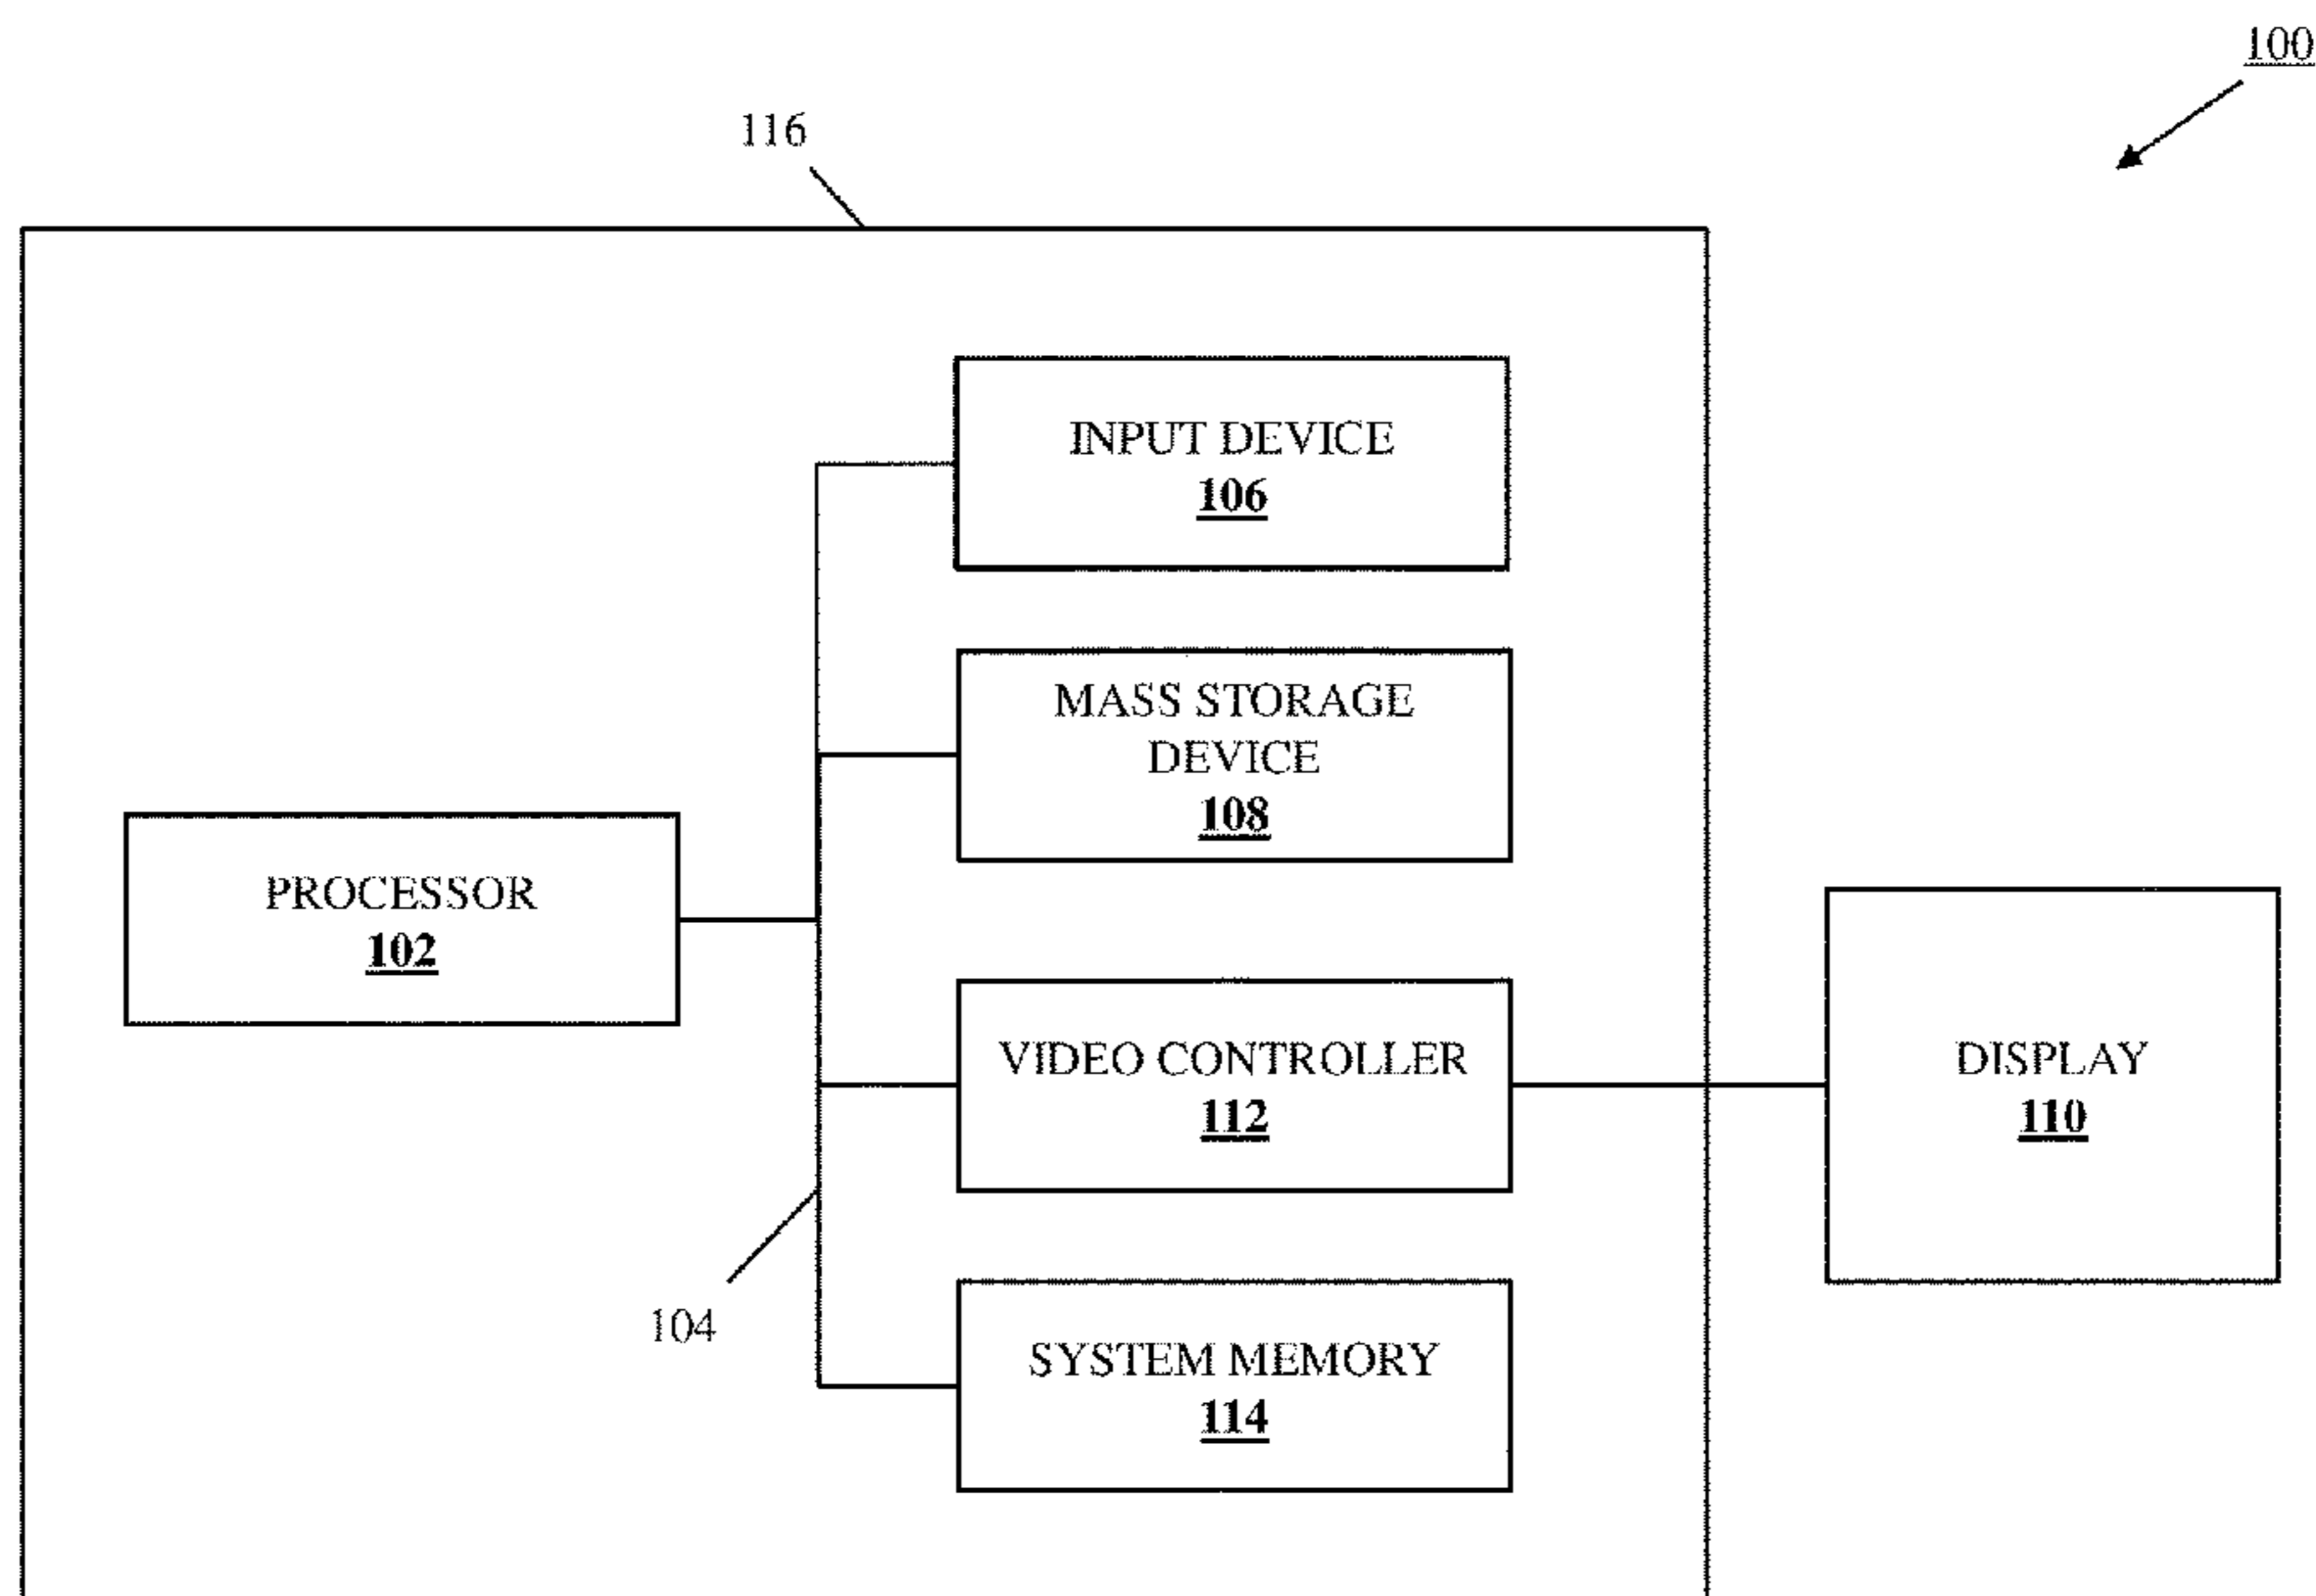 100
116
INPUT DEVICE
106
MASS STORAGE
DEVICE
108
PROCESSOR
102
VIDEO CONTROLLER
112
DISPLAY
110
104
SYSTEM MEMORY
114